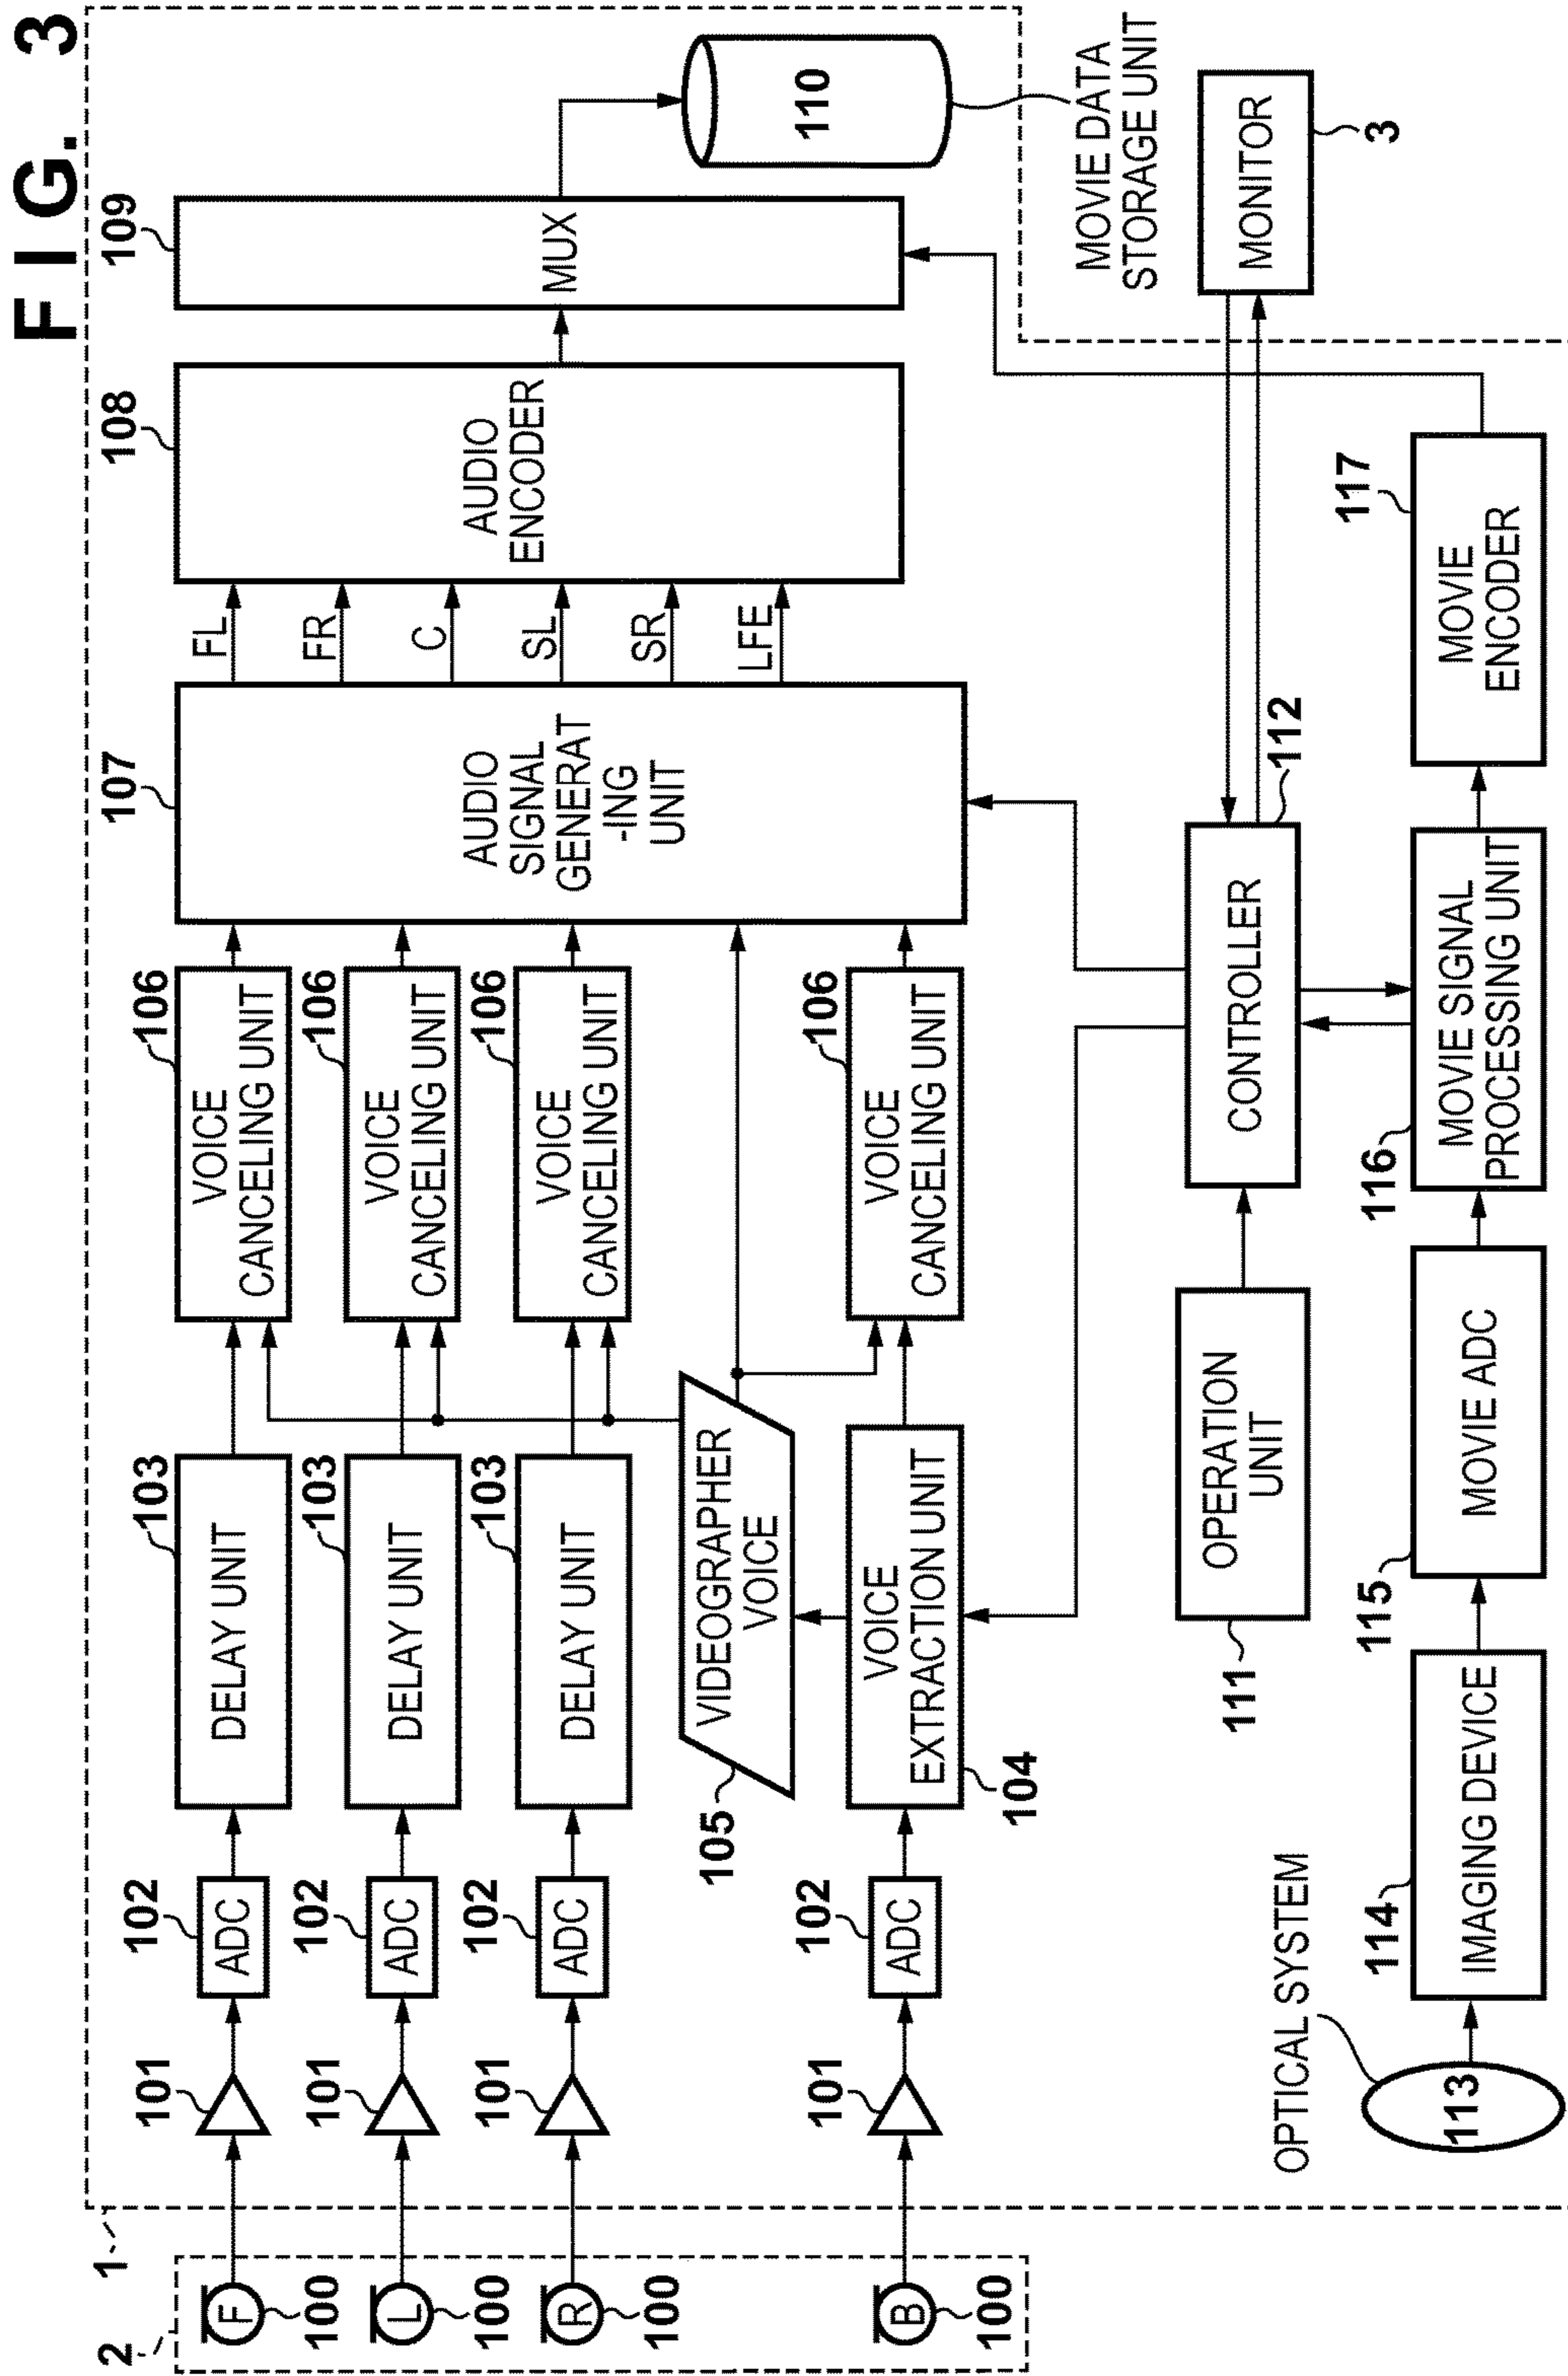 FIG. 3
1
2
F
100
101
102
ADC
103
DELAY UNIT
106
VOICE
CANCELING UNIT
L
100
101
102
ADC
103
DELAY UNIT
106
VOICE
CANCELING UNIT
R
100
101
102
ADC
103
DELAY UNIT
106
VOICE
CANCELING UNIT
105
VIDEOGRAPHER
VOICE
B
100
101
102
ADC
104
VOICE
EXTRACTION UNIT
106
VOICE
CANCELING UNIT
107
AUDIO
SIGNAL
GENERAT
-ING
UNIT
FL
FR
C
SL
SR
LFE
108
AUDIO
ENCODER
109
MUX
110
MOVIE DATA
STORAGE UNIT
111
OPERATION
UNIT
112
CONTROLLER
MONITOR
3
OPTICAL SYSTEM
113
114
IMAGING DEVICE
115
MOVIE ADC
116
MOVIE SIGNAL
PROCESSING UNIT
117
MOVIE
ENCODER